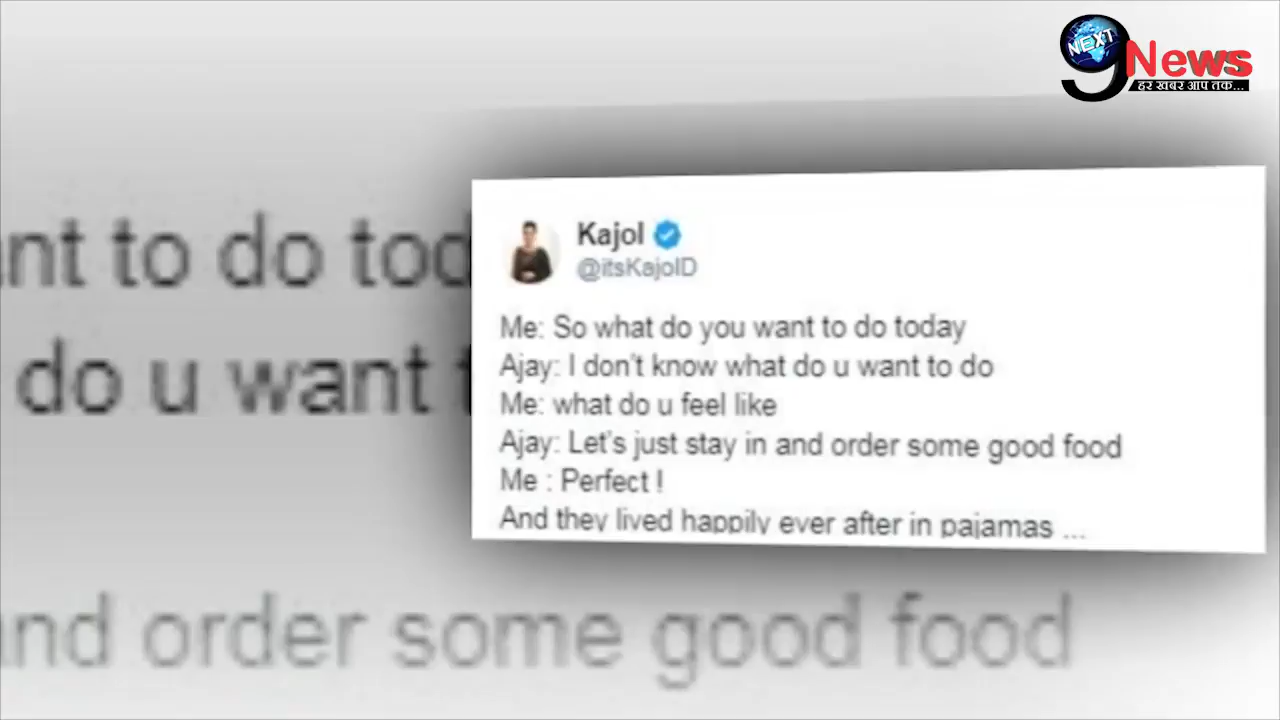 NEXT
9 News
हर खबर आप तक...
ant to do tod
do u want t
and order some good food
Kajol
@itsKajolD
Me: So what do you want to do today
Ajay: I don't know what do u want to do
Me: what do u feel like
Ajay: Let's just stay in and order some good food
Me : Perfect !
And they lived happily ever after in pajamas ...